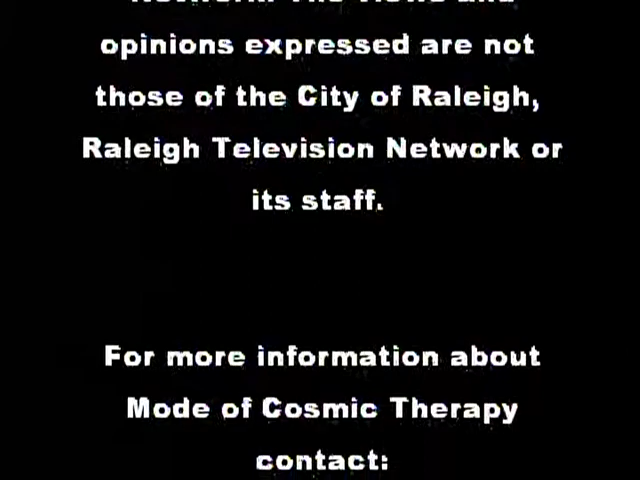 opinions expressed are not
those of the City of Raleigh,
Raleigh Television Network or
its staff.
For more information about
Mode of Cosmic Therapy
contact: